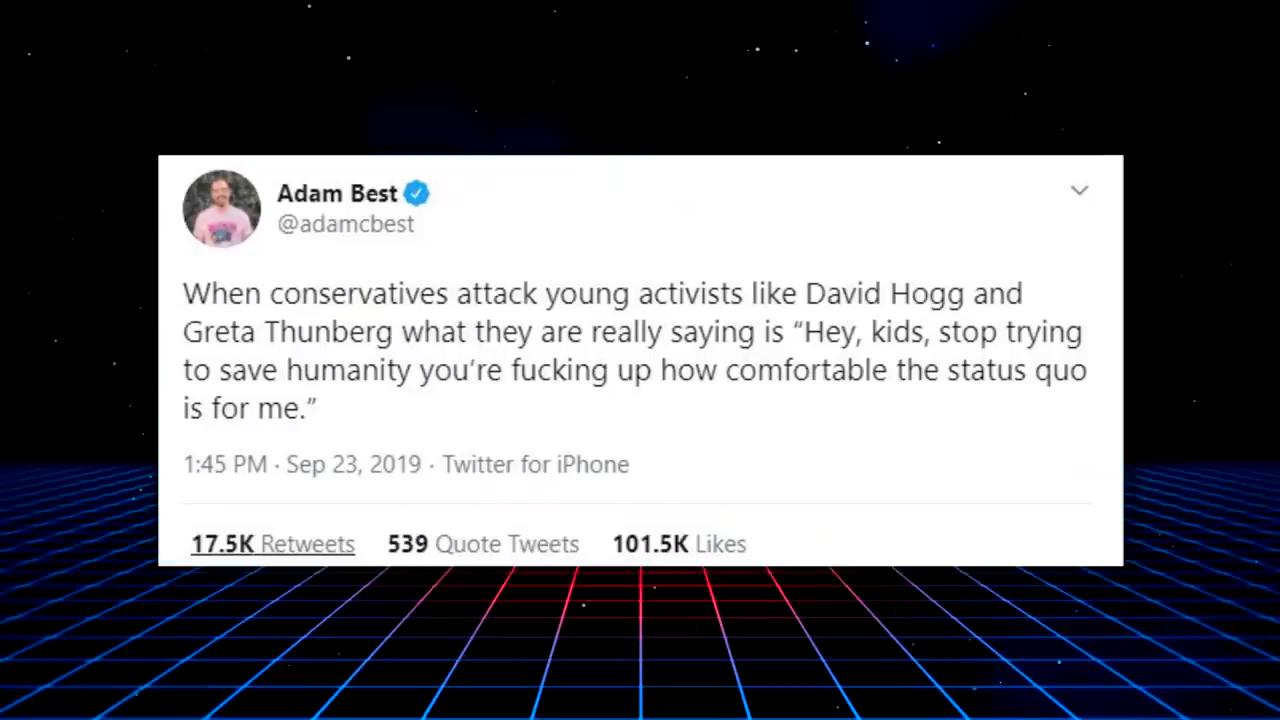 Adam Best
@adamcbest
When conservatives attack young activists like David Hogg and
Greta Thunberg what they are really saying is “Hey, kids, stop trying
to save humanity you’re fucking up how comfortable the status quo
is for me.”
1:45 PM · Sep 23, 2019 · Twitter for iPhone
17.5K Retweets 539 Quote Tweets 101.5K Likes